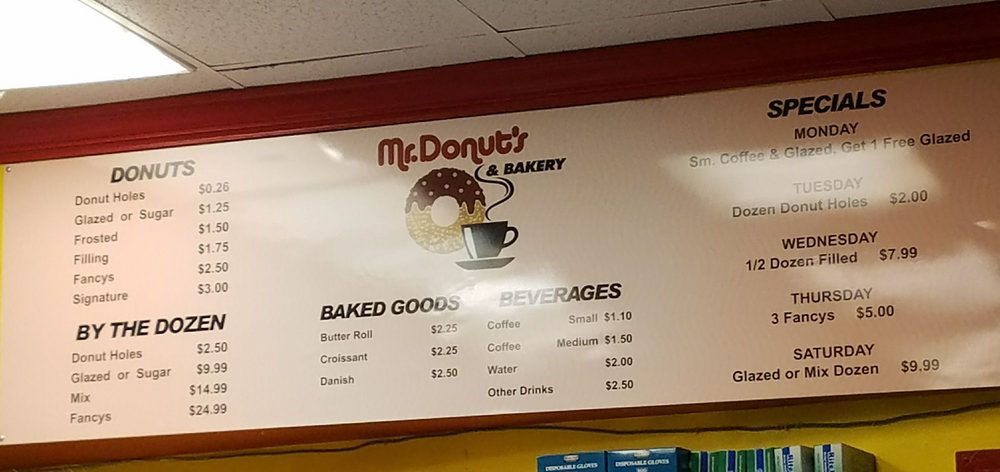 DONUTS
Donut Holes $0.26
Glazed or Sugar $1.25
Frosted $1.50
Filling $1.75
Fancys $2.50
Signature $3.00
BY THE DOZEN
Donut Holes $2.50
Glazed or Sugar $9.99
Mix $14.99
Fancys $24.99
Mr. Donut's
& BAKERY
BAKED GOODS
Butter Roll $2.25
Croissant $2.25
Danish $2.50
BEVERAGES
Coffee Small $1.10
Coffee Medium $1.50
Water $2.00
Other Drinks $2.50
SPECIALS
MONDAY
Sm. Coffee & Glazed, Get 1 Free Glazed
TUESDAY
Dozen Donut Holes $2.00
WEDNESDAY
1/2 Dozen Filled $7.99
THURSDAY
3 Fancys $5.00
SATURDAY
Glazed or Mix Dozen $9.99
DISPOSABLE GLOVES
DISPOSABLE GLOVES